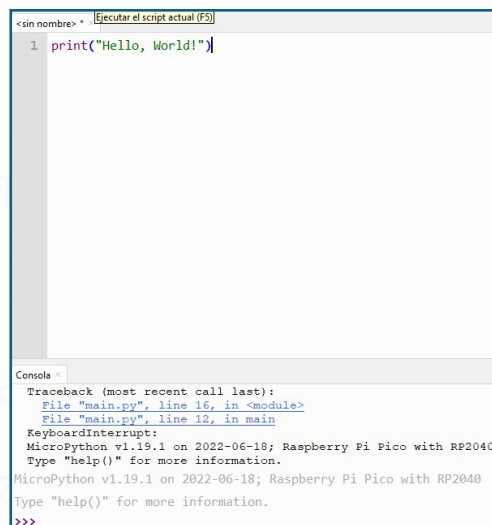 Ejecutar el script actual (F5)
<sin nombre> * ×
1 print("Hello, World!")
Consola ×
Traceback (most recent call last):
File "main.py", line 16, in <module>
File "main.py", line 12, in main
KeyboardInterrupt:
MicroPython v1.19.1 on 2022-06-18; Raspberry Pi Pico with RP2040
Type "help()" for more information.
MicroPython v1.19.1 on 2022-06-18; Raspberry Pi Pico with RP2040
Type "help()" for more information.
>>>